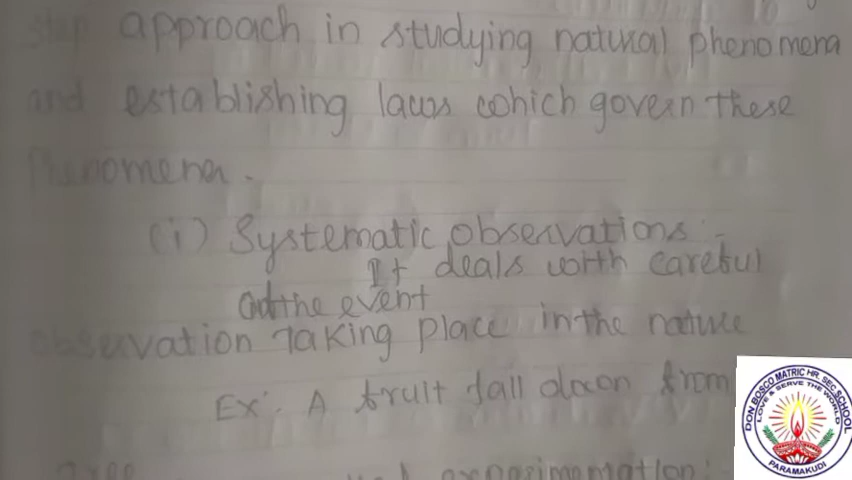 step approach in studying natural phenomena
and establishing laws which govern these
Phenomena.
(i) Systematic observations :-
It deals with careful
of the event
observation Taking place in the nature
Ex: A fruit fall down from
experimentation:
DON BOSCO MATRIC HR. SEC SCHOOL
LOVE & SERVE THE WORLD
PARAMAKUDI